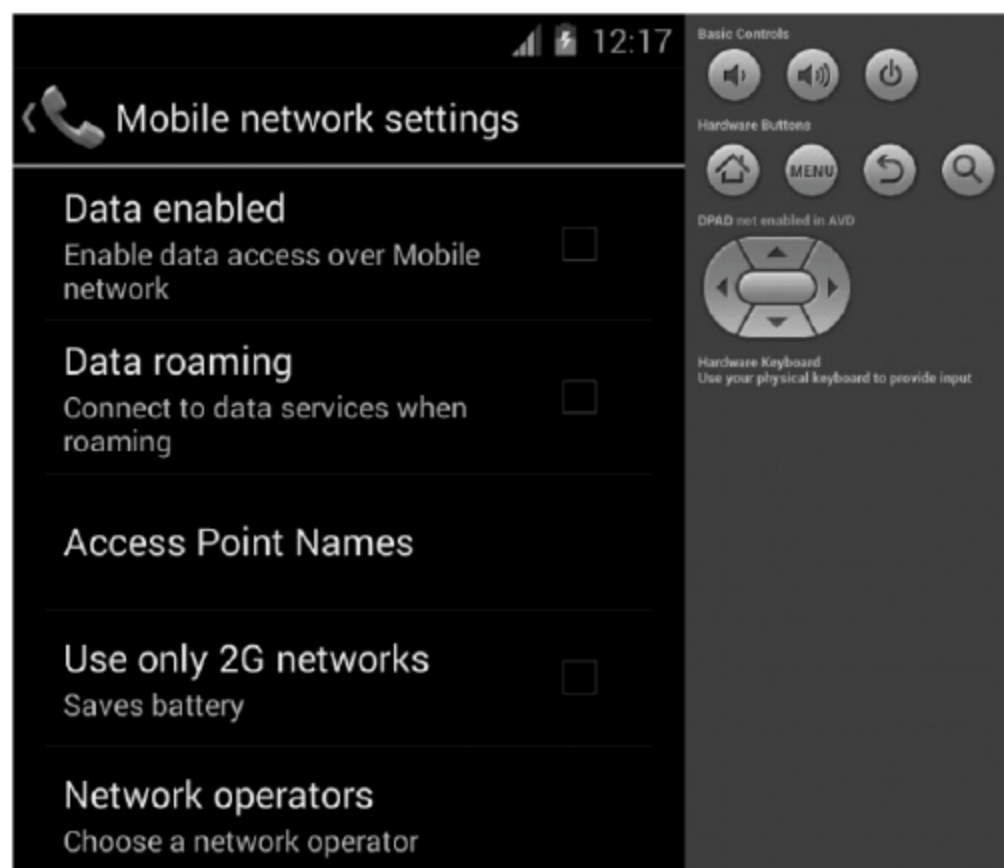 12:17
Mobile network settings
Data enabled
Enable data access over Mobile
network
Data roaming
Connect to data services when
roaming
Access Point Names
Use only 2G networks
Saves battery
Network operators
Choose a network operator
Basic Controls
Hardware Buttons
MENU
DPAD not enabled in AVD
Hardware Keyboard
Use your physical keyboard to provide input